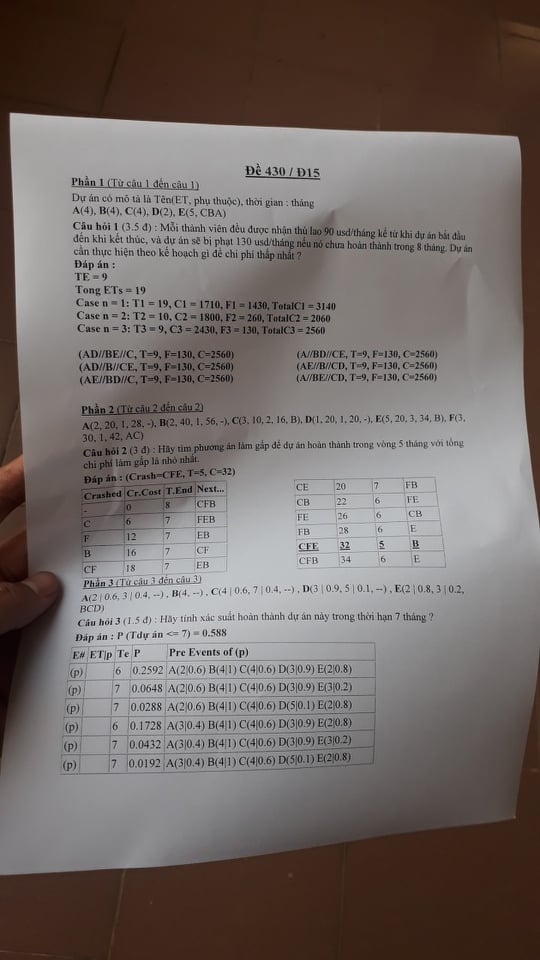 Đề 430 / Đ15
Phần 1 (Từ câu 1 đến câu 1)
Dự án có mô tả là Tên(ET, phụ thuộc), thời gian : tháng
A(4), B(4), C(4), D(2), E(5, CBA)
Câu hỏi 1 (3.5 đ) : Mỗi thành viên đều được nhận thù lao 90 usd/tháng kể từ khi dự án bắt đầu
đến khi kết thúc, và dự án sẽ bị phạt 130 usd/tháng nếu nó chưa hoàn thành trong 8 tháng. Dự án
cần thực hiện theo kế hoạch gì để chi phí thấp nhất ?
Đáp án :
TE = 9
Tong ETs = 19
Case n = 1: T1 = 19, C1 = 1710, F1 = 1430, TotalC1 = 3140
Case n = 2: T2 = 10, C2 = 1800, F2 = 260, TotalC2 = 2060
Case n = 3: T3 = 9, C3 = 2430, F3 = 130, TotalC3 = 2560
(AD//BE//C, T=9, F=130, C=2560) (A//BD//CE, T=9, F=130, C=2560)
(AD//B//CE, T=9, F=130, C=2560) (AE//B//CD, T=9, F=130, C=2560)
(AE//BD//C, T=9, F=130, C=2560) (A//BE//CD, T=9, F=130, C=2560)
Phần 2 (Từ câu 2 đến câu 2)
A(2, 20, 1, 28, -), B(2, 40, 1, 56, -), C(3, 10, 2, 16, B), D(1, 20, 1, 20, -), E(5, 20, 3, 34, B), F(3,
30, 1, 42, AC)
Câu hỏi 2 (3 đ) : Hãy tìm phương án làm gấp để dự án hoàn thành trong vòng 5 tháng với tổng
chi phí làm gấp là nhỏ nhất.
Đáp án : (Crash=CFE, T=5, C=32)
Crashed Cr.Cost T.End Next...
- 0 8 CFB
C 6 7 FEB
F 12 7 EB
B 16 7 CF
CF 18 7 EB
CE 20 7 FB
CB 22 6 FE
FE 26 6 CB
FB 28 6 E
CFE 32 5 B
CFB 34 6 E
Phần 3 (Từ câu 3 đến câu 3)
A(2 | 0.6, 3 | 0.4, --) , B(4, --) , C(4 | 0.6, 7 | 0.4, --) , D(3 | 0.9, 5 | 0.1, --) , E(2 | 0.8, 3 | 0.2,
BCD)
Câu hỏi 3 (1.5 đ) : Hãy tính xác suất hoàn thành dự án này trong thời hạn 7 tháng ?
Đáp án : P (Tdự án <= 7) = 0.588
E# ET|p Te P Pre Events of (p)
(p) 6 0.2592 A(2|0.6) B(4|1) C(4|0.6) D(3|0.9) E(2|0.8)
(p) 7 0.0648 A(2|0.6) B(4|1) C(4|0.6) D(3|0.9) E(3|0.2)
(p) 7 0.0288 A(2|0.6) B(4|1) C(4|0.6) D(5|0.1) E(2|0.8)
(p) 6 0.1728 A(3|0.4) B(4|1) C(4|0.6) D(3|0.9) E(2|0.8)
(p) 7 0.0432 A(3|0.4) B(4|1) C(4|0.6) D(3|0.9) E(3|0.2)
(p) 7 0.0192 A(3|0.4) B(4|1) C(4|0.6) D(5|0.1) E(2|0.8)